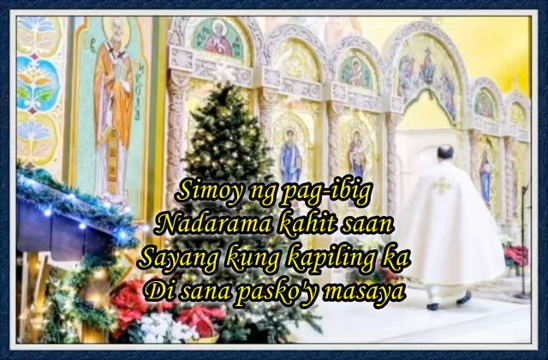 Simoy ng pag-ibig
Nadarama kahit saan
Sayang kung kapiling ka
Di sana pasko'y masaya